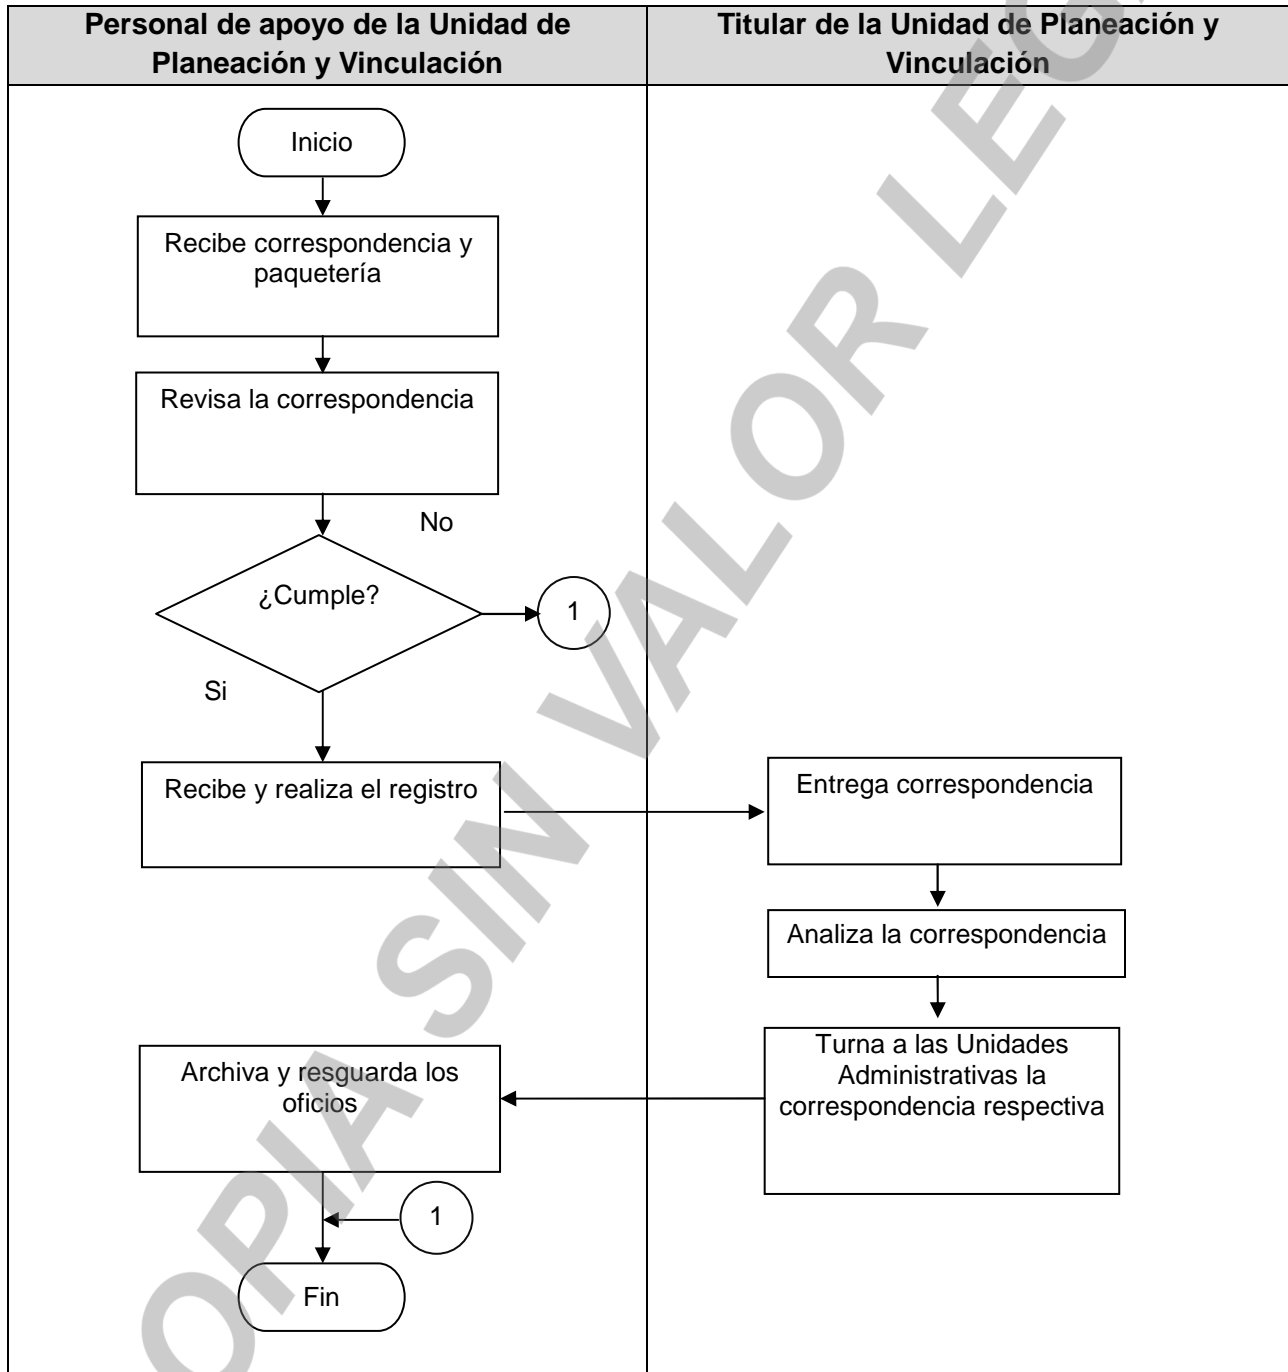 Personal de apoyo de la Unidad de
Planeación y Vinculación
Titular de la Unidad de Planeación y
Vinculación
Inicio
Recibe correspondencia y
paquetería
Revisa la correspondencia
No
¿Cumple?
1
Si
Recibe y realiza el registro
Entrega correspondencia
Analiza la correspondencia
Turna a las Unidades
Administrativas la
correspondencia respectiva
Archiva y resguarda los
oficios
1
Fin
OPIA SIN VALOR LEG